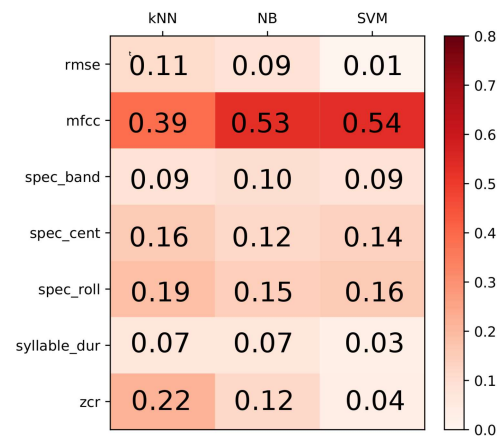 kNN NB SVM
rmse 0.11 0.09 0.01
mfcc 0.39 0.53 0.54
spec_band 0.09 0.10 0.09
spec_cent 0.16 0.12 0.14
spec_roll 0.19 0.15 0.16
syllable_dur 0.07 0.07 0.03
zcr 0.22 0.12 0.04
0.8
0.7
0.6
0.5
0.4
0.3
0.2
0.1
0.0